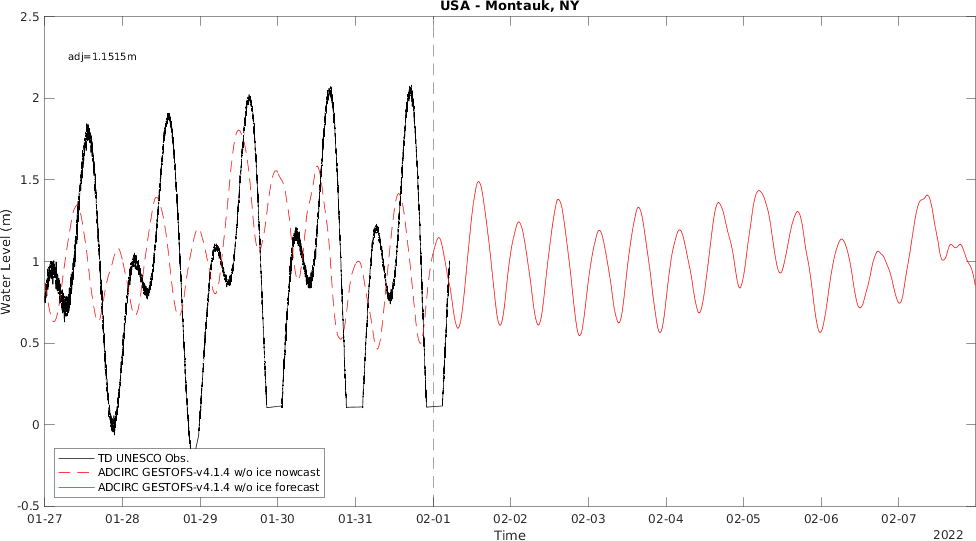 USA - Montauk, NY
adj=1.1515m
2.5
2
1.5
1
0.5
0
-0.5
Water Level (m)
TD UNESCO Obs.
ADCIRC GESTOFS-v4.1.4 w/o ice nowcast
ADCIRC GESTOFS-v4.1.4 w/o ice forecast
01-27 01-28 01-29 01-30 01-31 02-01 02-02 02-03 02-04 02-05 02-06 02-07
Time
2022